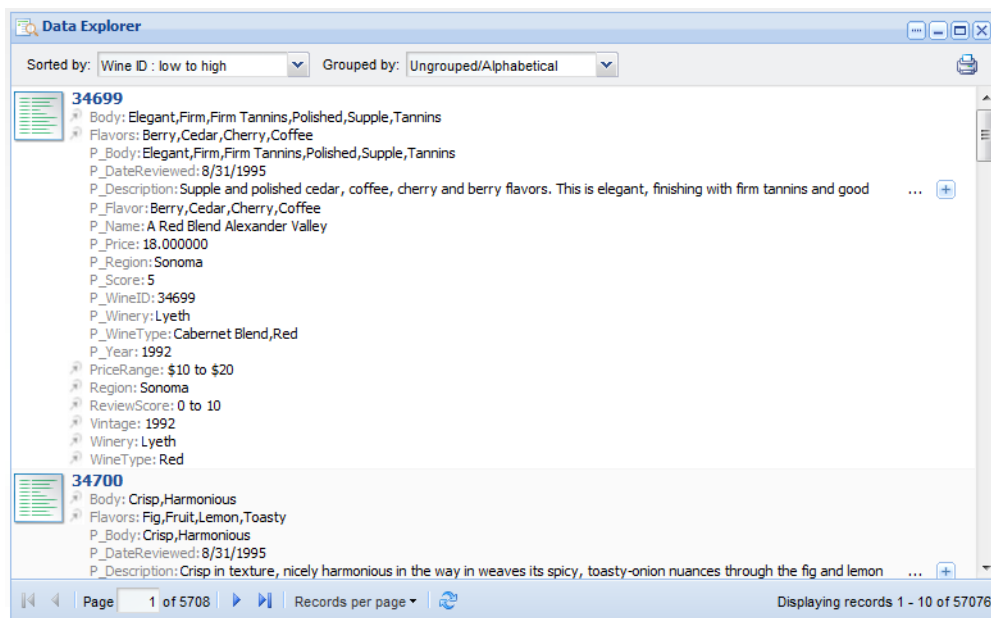 Data Explorer
Sorted by: Wine ID : low to high Grouped by: Ungrouped/Alphabetical
34699
Body: Elegant,Firm,Firm Tannins,Polished,Supple,Tannins
Flavors: Berry,Cedar,Cherry,Coffee
P_Body: Elegant,Firm,Firm Tannins,Polished,Supple,Tannins
P_DateReviewed: 8/31/1995
P_Description: Supple and polished cedar, coffee, cherry and berry flavors. This is elegant, finishing with firm tannins and good ...
P_Flavor: Berry,Cedar,Cherry,Coffee
P_Name: A Red Blend Alexander Valley
P_Price: 18.000000
P_Region: Sonoma
P_Score: 5
P_WineID: 34699
P_Winery: Lyeth
P_WineType: Cabernet Blend,Red
P_Year: 1992
PriceRange: $10 to $20
Region: Sonoma
ReviewScore: 0 to 10
Vintage: 1992
Winery: Lyeth
WineType: Red
34700
Body: Crisp,Harmonious
Flavors: Fig,Fruit,Lemon,Toasty
P_Body: Crisp,Harmonious
P_DateReviewed: 8/31/1995
P_Description: Crisp in texture, nicely harmonious in the way in weaves its spicy, toasty-onion nuances through the fig and lemon ...
Page 1 of 5708 Records per page Displaying records 1 - 10 of 57076